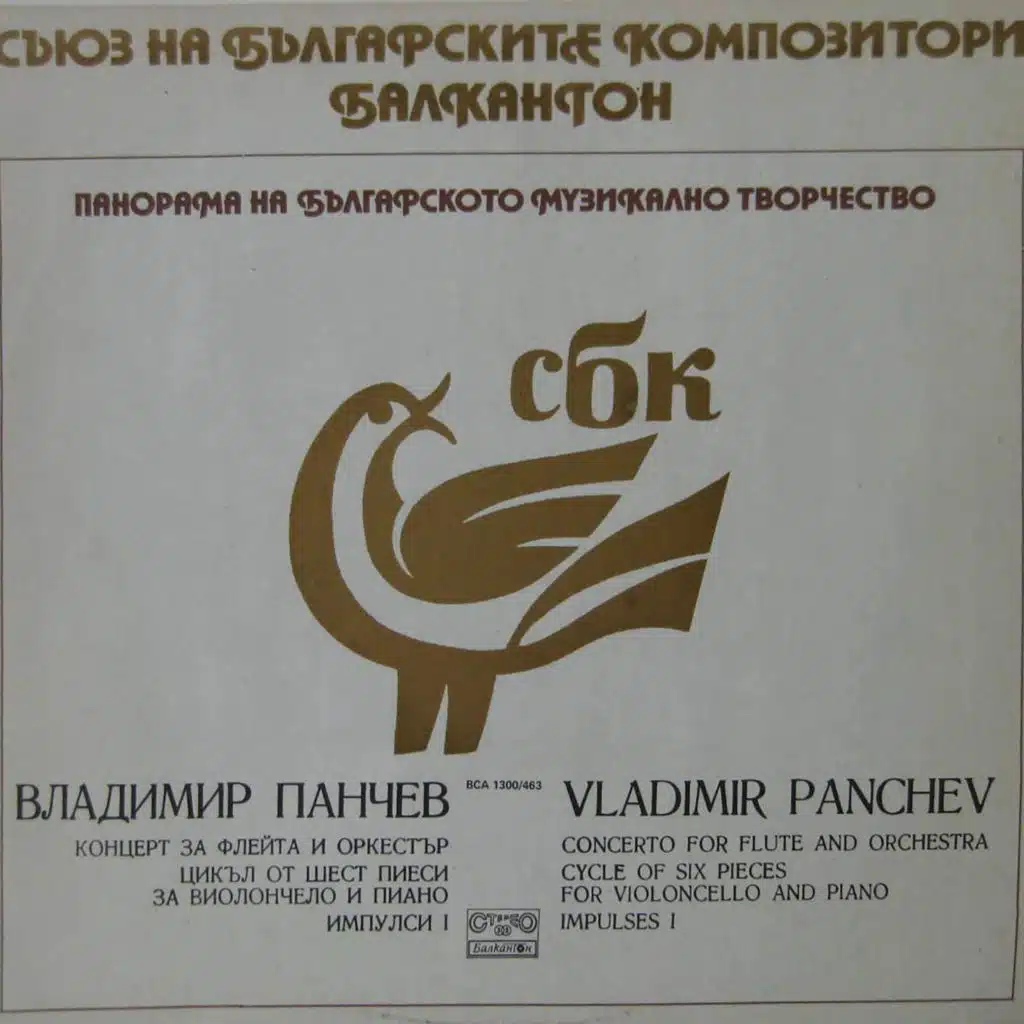 СЪЮЗ НА БЪЛГАРСКИТЕ КОМПОЗИТОРИ
БАЛКАНТОН
ПАНОРАМА НА БЪЛГАРСКОТО МУЗИКАЛНО ТВОРЧЕСТВО
сбк
ВЛАДИМИР ПАНЧЕВ
КОНЦЕРТ ЗА ФЛЕЙТА И ОРКЕСТЪР
ЦИКЪЛ ОТ ШЕСТ ПИЕСИ
ЗА ВИОЛОНЧЕЛО И ПИАНО
ИМПУЛСИ I
ВСА 1300/463
VLADIMIR PANCHEV
CONCERTO FOR FLUTE AND ORCHESTRA
CYCLE OF SIX PIECES
FOR VIOLONCELLO AND PIANO
IMPULSES I
СТЕРЕО
33
Балкантон